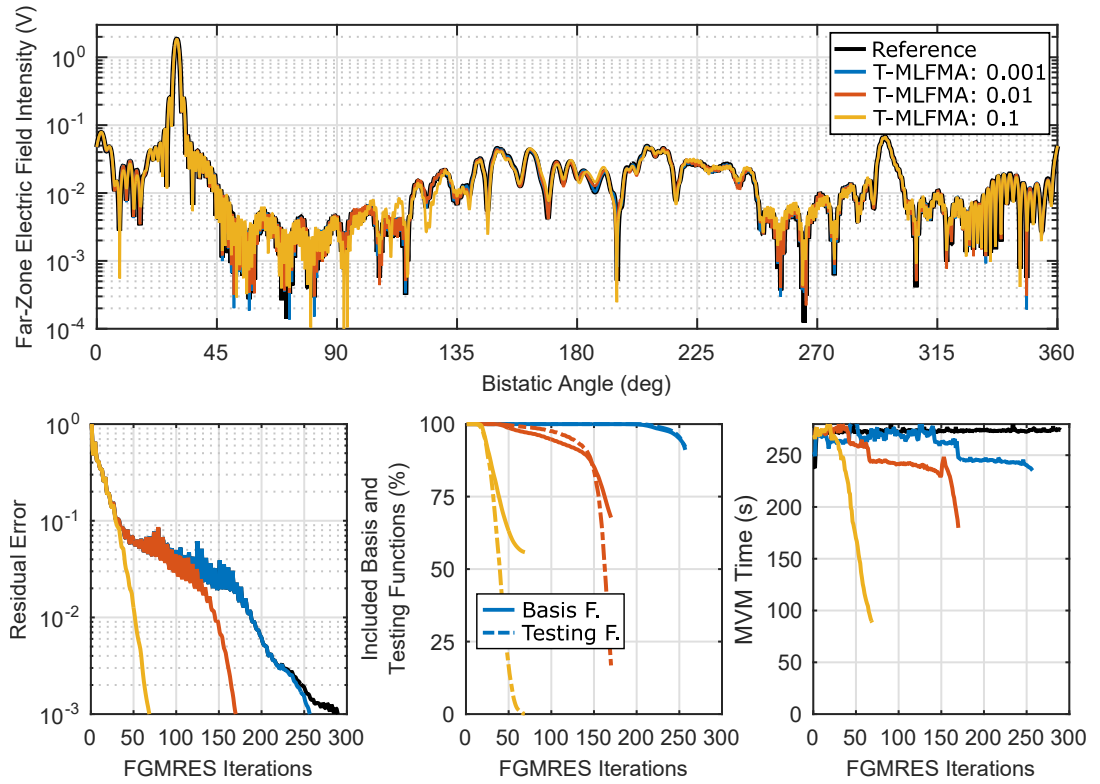 Far-Zone Electric Field Intensity (V)
10^0
10^-1
10^-2
10^-3
10^-4
Reference
T-MLFMA: 0.001
T-MLFMA: 0.01
T-MLFMA: 0.1
0 45 90 135 180 225 270 315 360
Bistatic Angle (deg)
Residual Error
10^0
10^-1
10^-2
10^-3
0 50 100 150 200 250 300
FGMRES Iterations
Included Basis and
Testing Functions (%)
100
75
50
25
0
Basis F.
Testing F.
0 50 100 150 200 250 300
FGMRES Iterations
MVM Time (s)
250
200
150
100
50
0
0 50 100 150 200 250 300
FGMRES Iterations